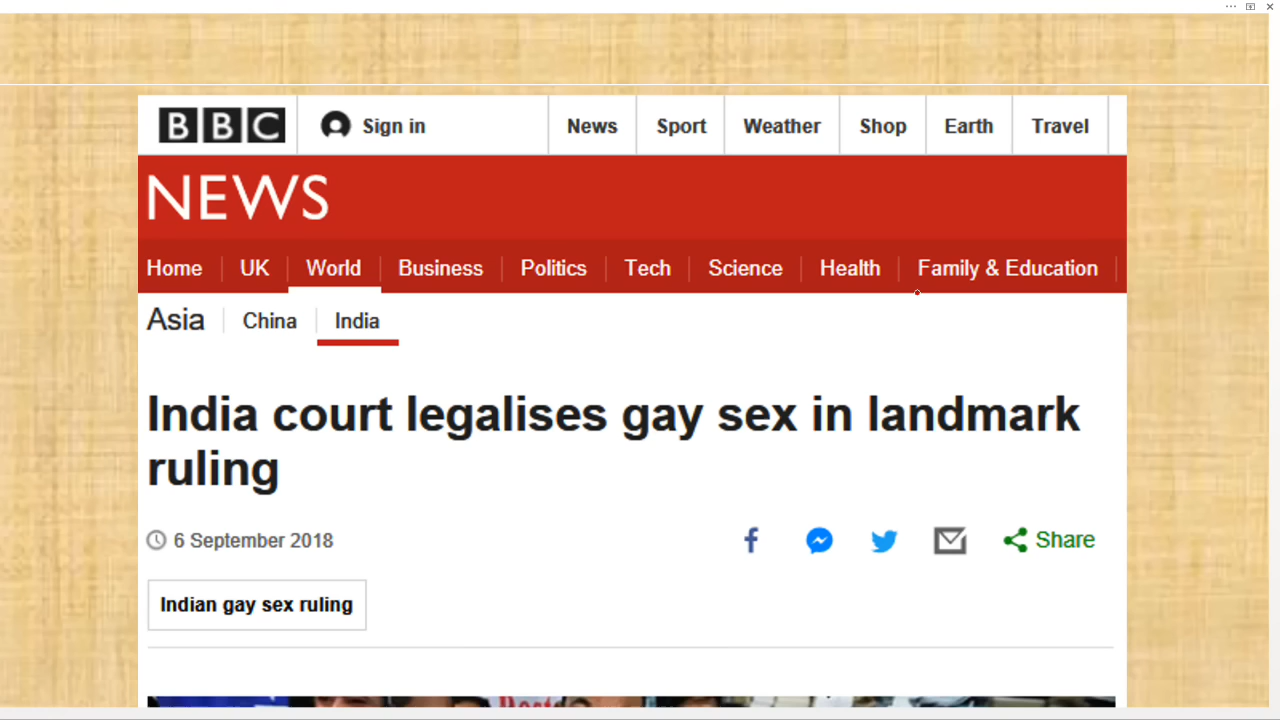 BBC Sign in News Sport Weather Shop Earth Travel
NEWS
Home UK World Business Politics Tech Science Health Family & Education
Asia China India
India court legalises gay sex in landmark
ruling
6 September 2018 Share
Indian gay sex ruling